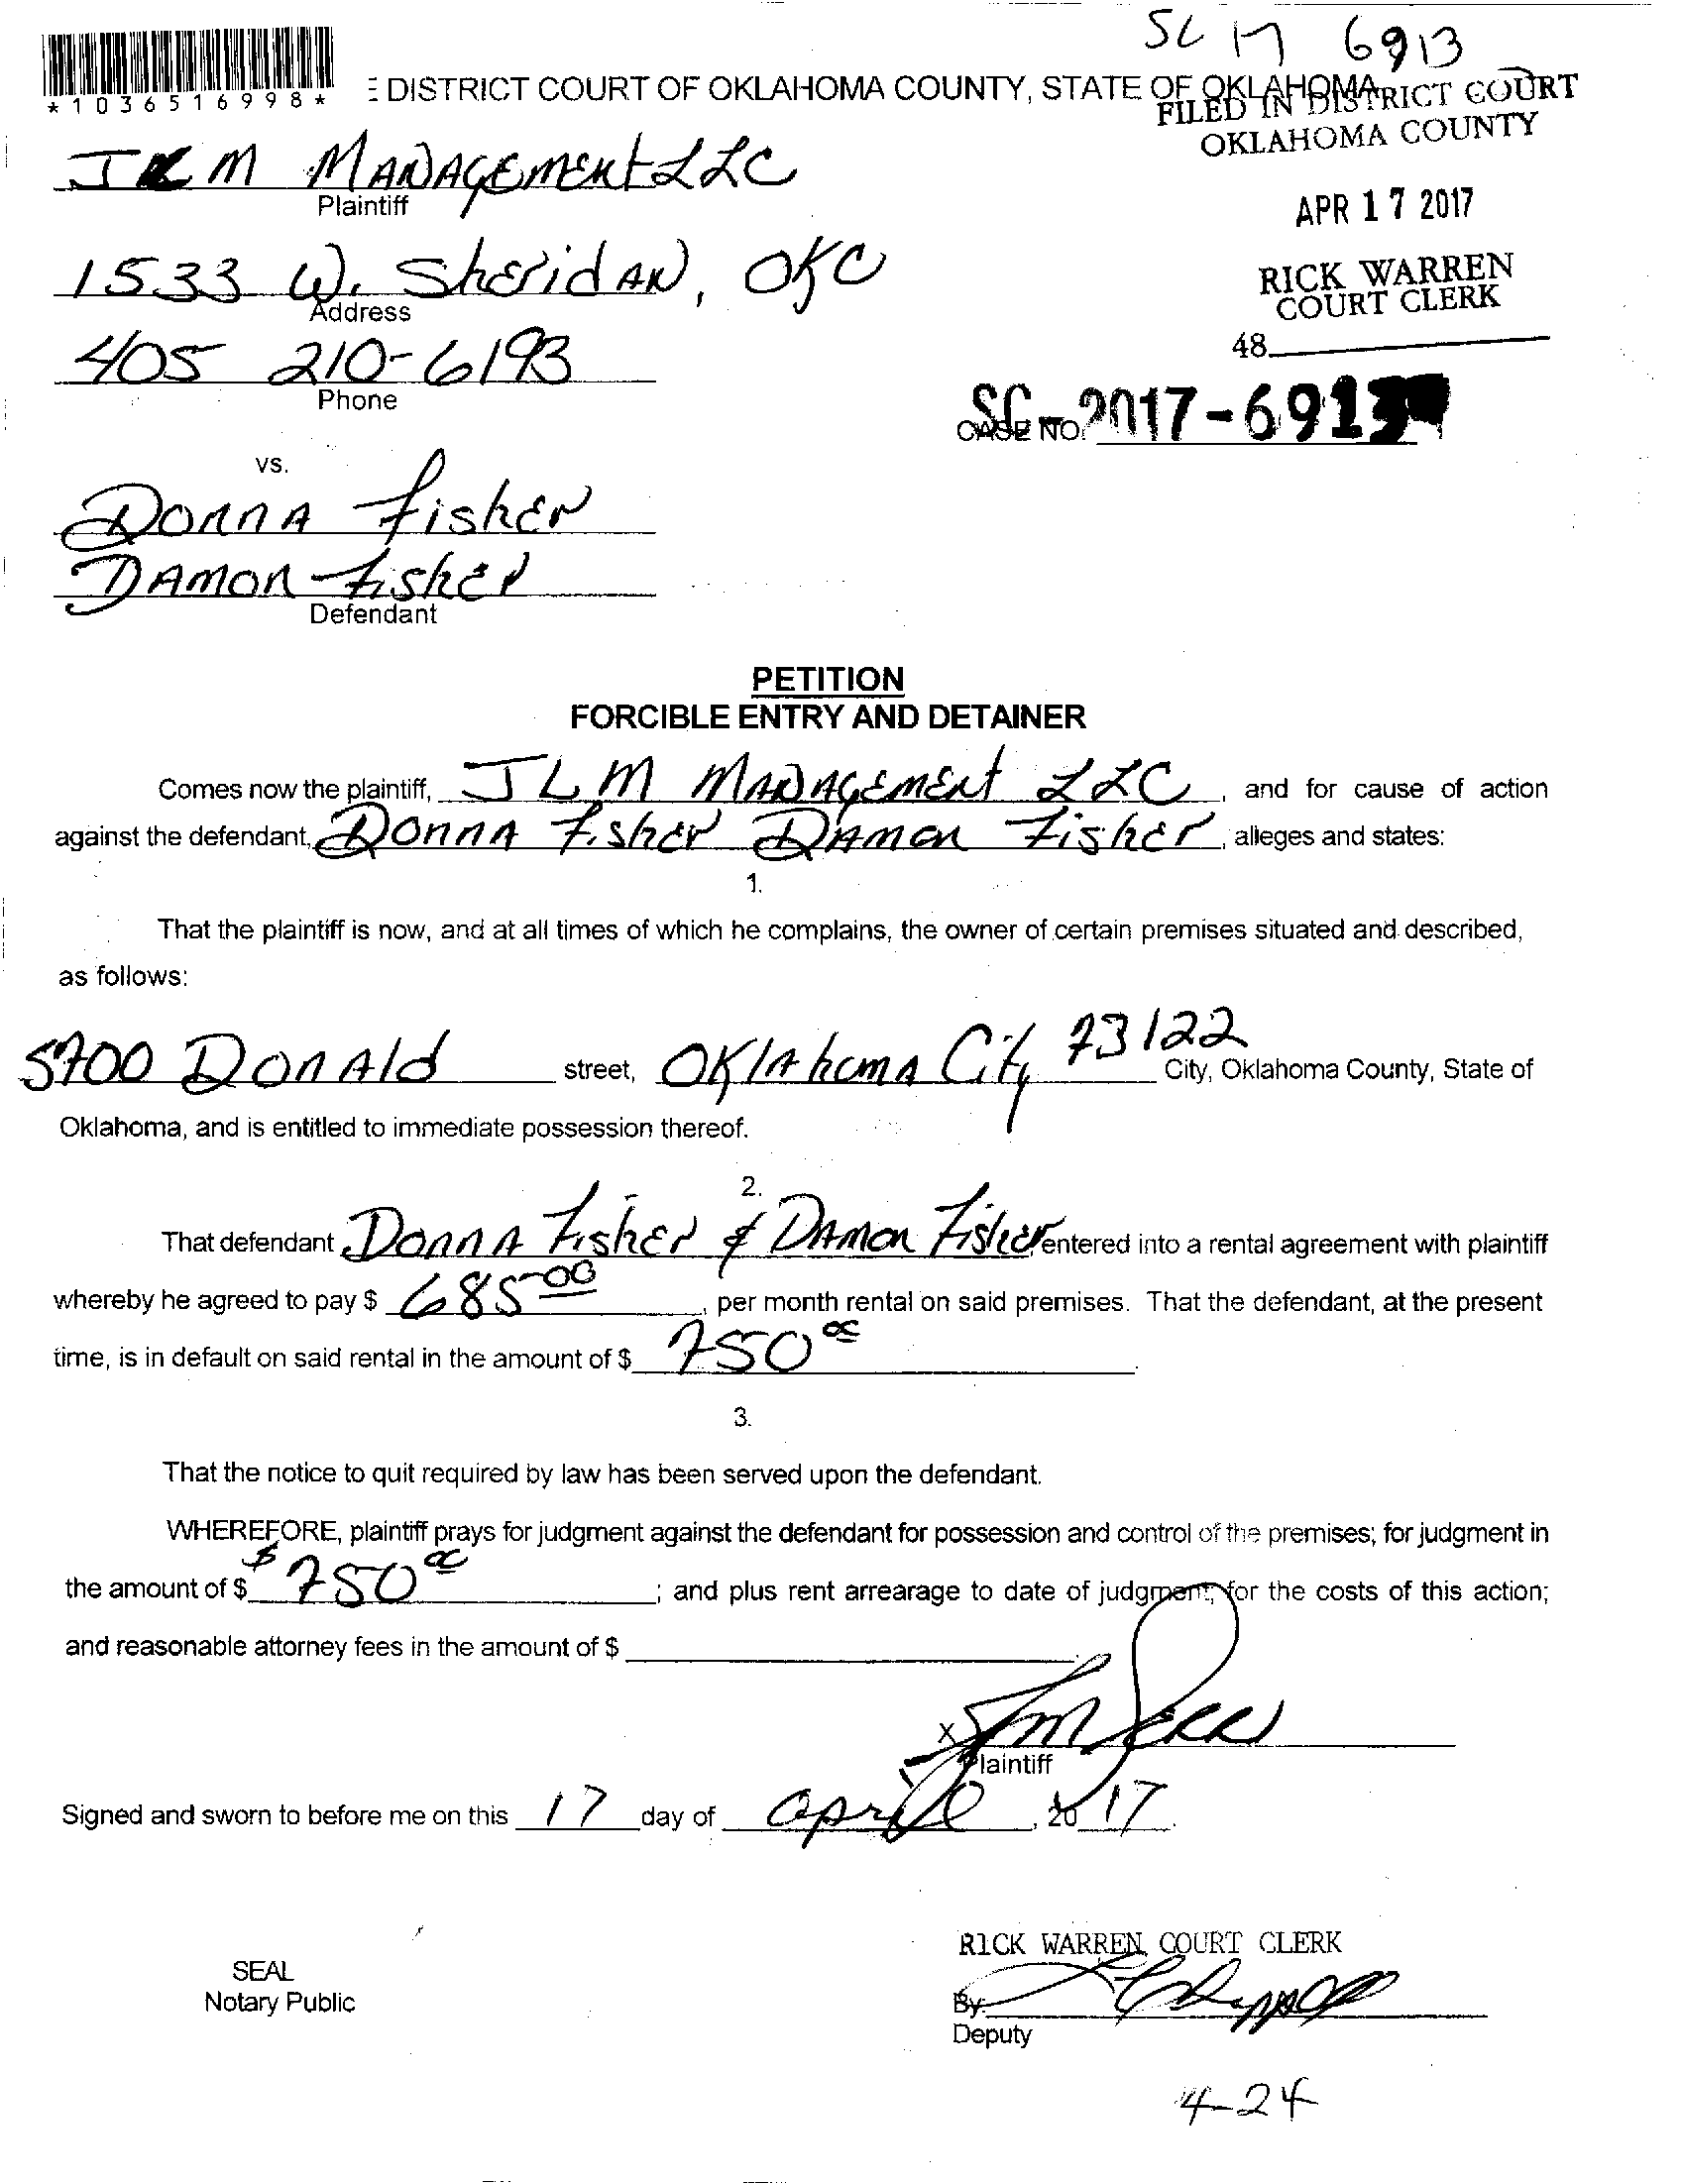 SC 17 6913
*1036516998*
E DISTRICT COURT OF OKLAHOMA COUNTY, STATE OF OKLAHOMA
FILED IN DISTRICT COURT
OKLAHOMA COUNTY
JLM MANAGEMENT LLC
Plaintiff
APR 17 2017
1533 W. Sheridan, OKC
Address
RICK WARREN
COURT CLERK
405 210-6193
Phone
48
CASE NO. SC-2017-6913
vs.
Donna Fisher
Damon Fisher
Defendant
PETITION
FORCIBLE ENTRY AND DETAINER
Comes now the plaintiff, JLM MANAGEMENT LLC, and for cause of action
against the defendant, Donna Fisher Damon Fisher, alleges and states:
1.
That the plaintiff is now, and at all times of which he complains, the owner of certain premises situated and described,
as follows:
5700 Donald street, Oklahoma City 73122 City, Oklahoma County, State of
Oklahoma, and is entitled to immediate possession thereof.
2.
That defendant Donna Fisher & Damon Fisher entered into a rental agreement with plaintiff
whereby he agreed to pay $ 685 00, per month rental on said premises. That the defendant, at the present
time, is in default on said rental in the amount of $ 750 00.
3.
That the notice to quit required by law has been served upon the defendant.
WHEREFORE, plaintiff prays for judgment against the defendant for possession and control of the premises; for judgment in
the amount of $ $750 00; and plus rent arrearage to date of judgment; for the costs of this action;
and reasonable attorney fees in the amount of $
X
Plaintiff
Signed and sworn to before me on this 17 day of April, 2017.
RICK WARREN COURT CLERK
SEAL
Notary Public
By
Deputy
4-24